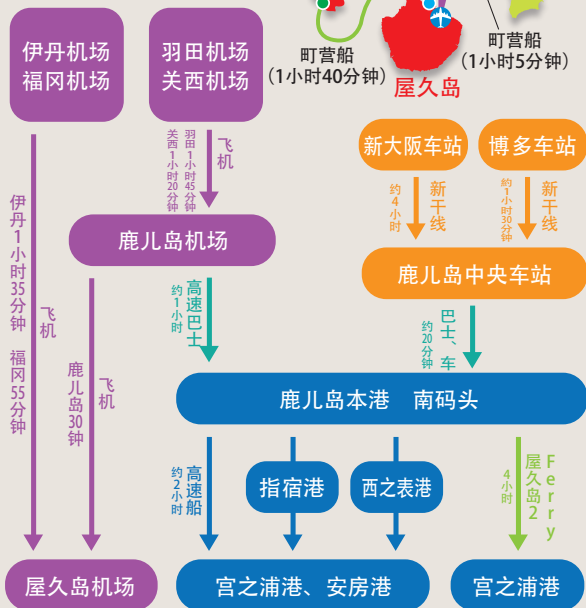 町营船
(1小时40分钟)
屋久岛
町营船
(1小时5分钟)
伊丹机场
福冈机场
羽田机场
关西机场
新大阪车站
博多车站
飞机
羽田1小时45分钟
关西1小时20分钟
新干线
约4小时
新干线
约1小时30分钟
鹿儿岛机场
鹿儿岛中央车站
伊丹1小时35分钟 福冈55分钟
飞机
飞机
鹿儿岛30钟
高速巴士
约1小时
巴士、车
约20分钟
鹿儿岛本港 南码头
高速船
约2小时
指宿港
西之表港
Ferry
屋久岛2
4小时
屋久岛机场
宫之浦港、安房港
宫之浦港